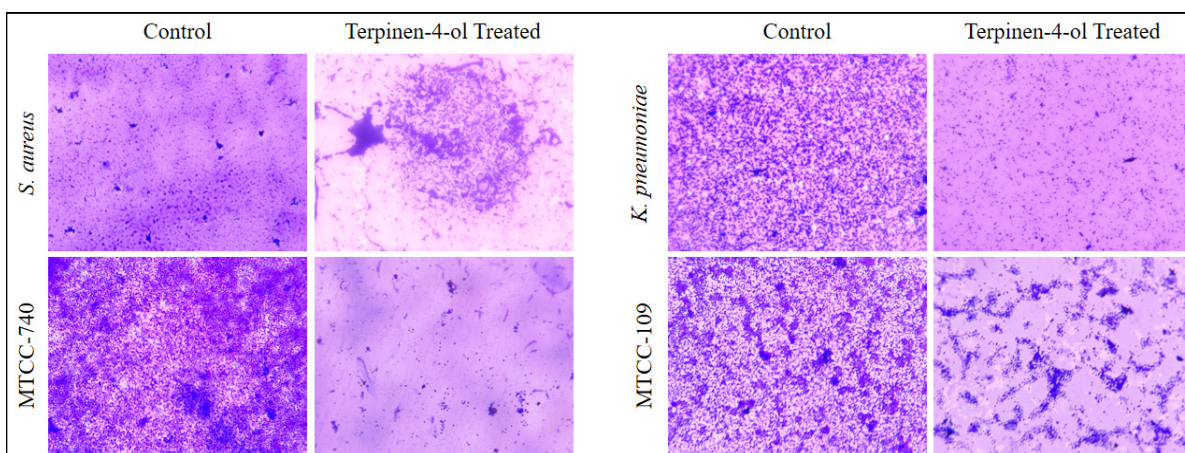 Control Terpinen-4-ol Treated Control Terpinen-4-ol Treated
S. aureus
K. pneumoniae
MTCC-740
MTCC-109